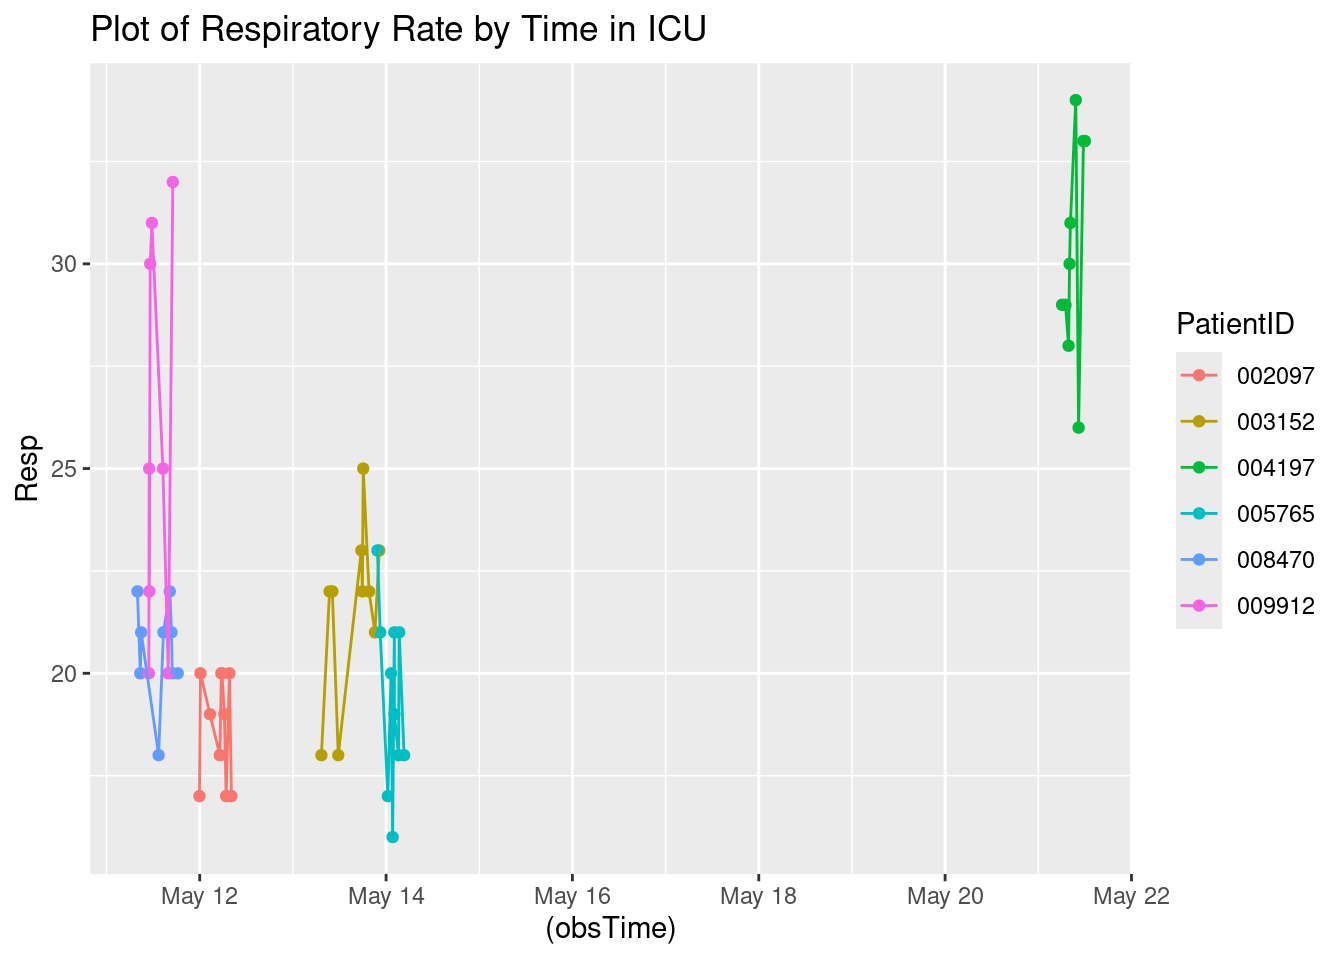 Plot of Respiratory Rate by Time in ICU
Resp
30
25
20
May 12
May 14
May 16
May 18
May 20
May 22
(obsTime)
PatientID
002097
003152
004197
005765
008470
009912